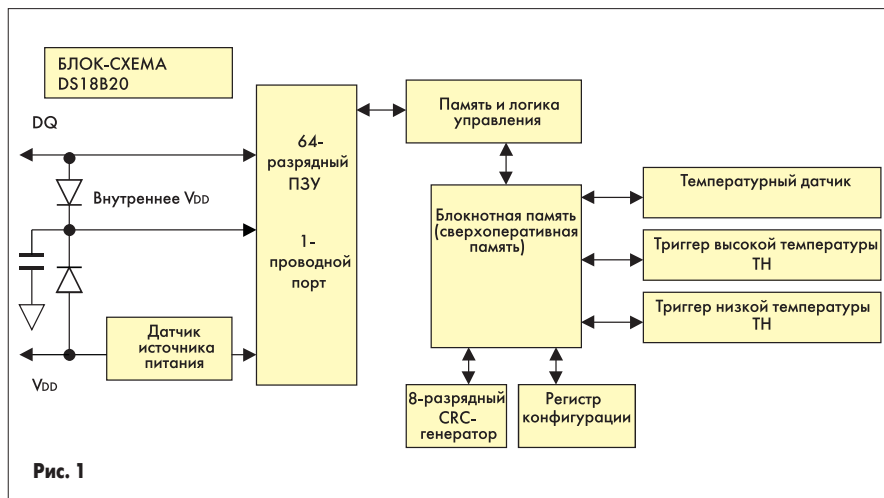 БЛОК-СХЕМА
DS18B20
DQ
Внутреннее VDD
VDD
Датчик
источника
питания
64-
разрядный
ПЗУ
1-
проводной
порт
Память и логика
управления
Блокнотная память
(сверхоперативная
память)
Температурный датчик
Триггер высокой температуры
TH
Триггер низкой температуры
TH
8-разрядный
CRC-
генератор
Регистр
конфигурации
Рис. 1